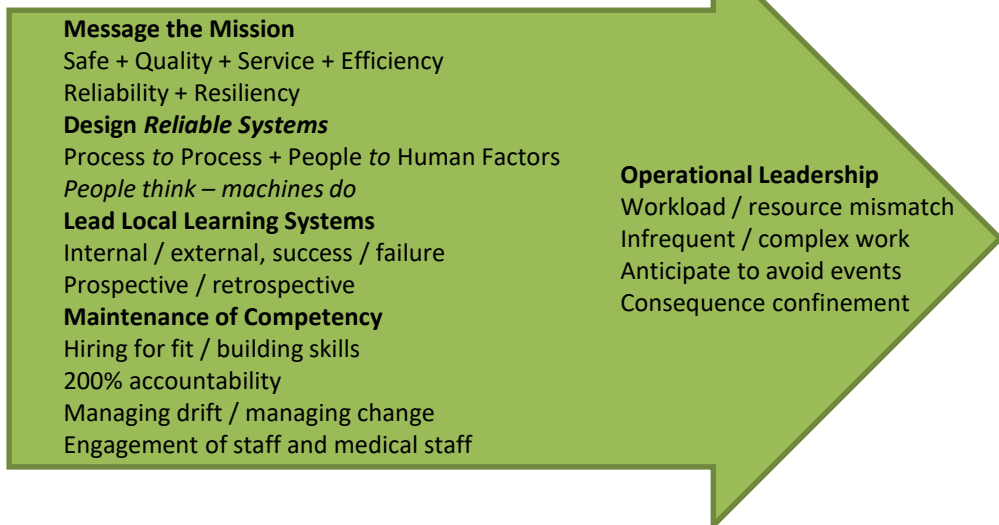 Message the Mission
Safe + Quality + Service + Efficiency
Reliability + Resiliency
Design Reliable Systems
Process to Process + People to Human Factors
People think – machines do
Lead Local Learning Systems
Internal / external, success / failure
Prospective / retrospective
Maintenance of Competency
Hiring for fit / building skills
200% accountability
Managing drift / managing change
Engagement of staff and medical staff
Operational Leadership
Workload / resource mismatch
Infrequent / complex work
Anticipate to avoid events
Consequence confinement